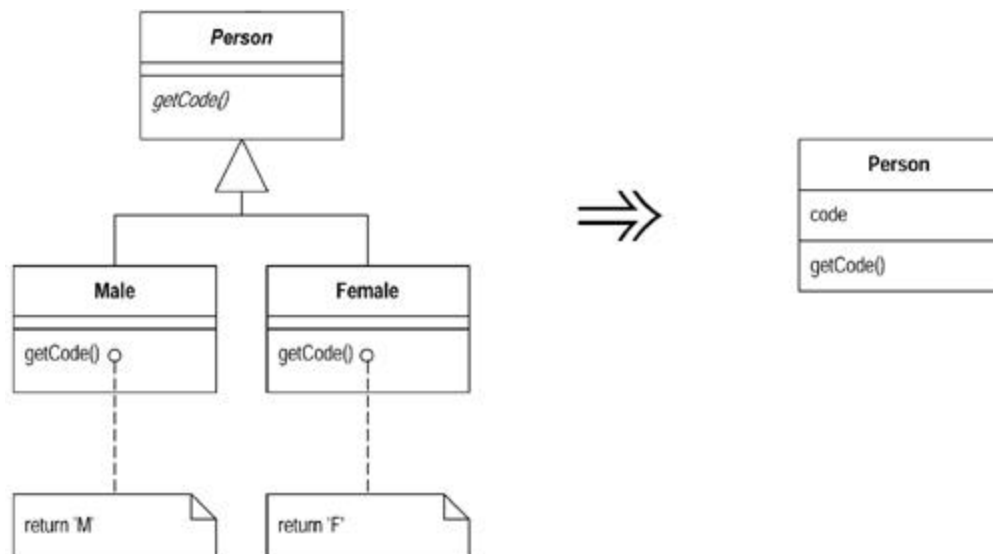 Person
getCode()
Male
getCode()
return 'M'
Female
getCode()
return 'F'
Person
code
getCode()